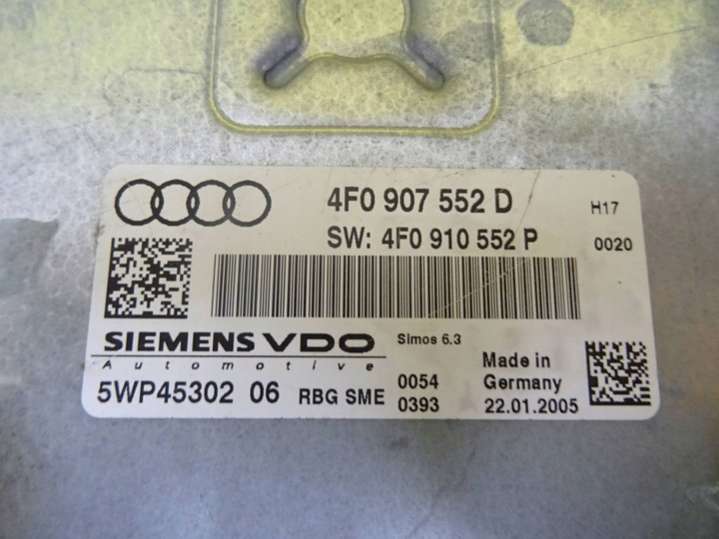 4F0 907 552 D
H17
SW: 4F0 910 552 P
0020
SIEMENS VDO
Automotive
Simos 6.3
5WP45302 06
RBG SME
0054
0393
Made in
Germany
22.01.2005